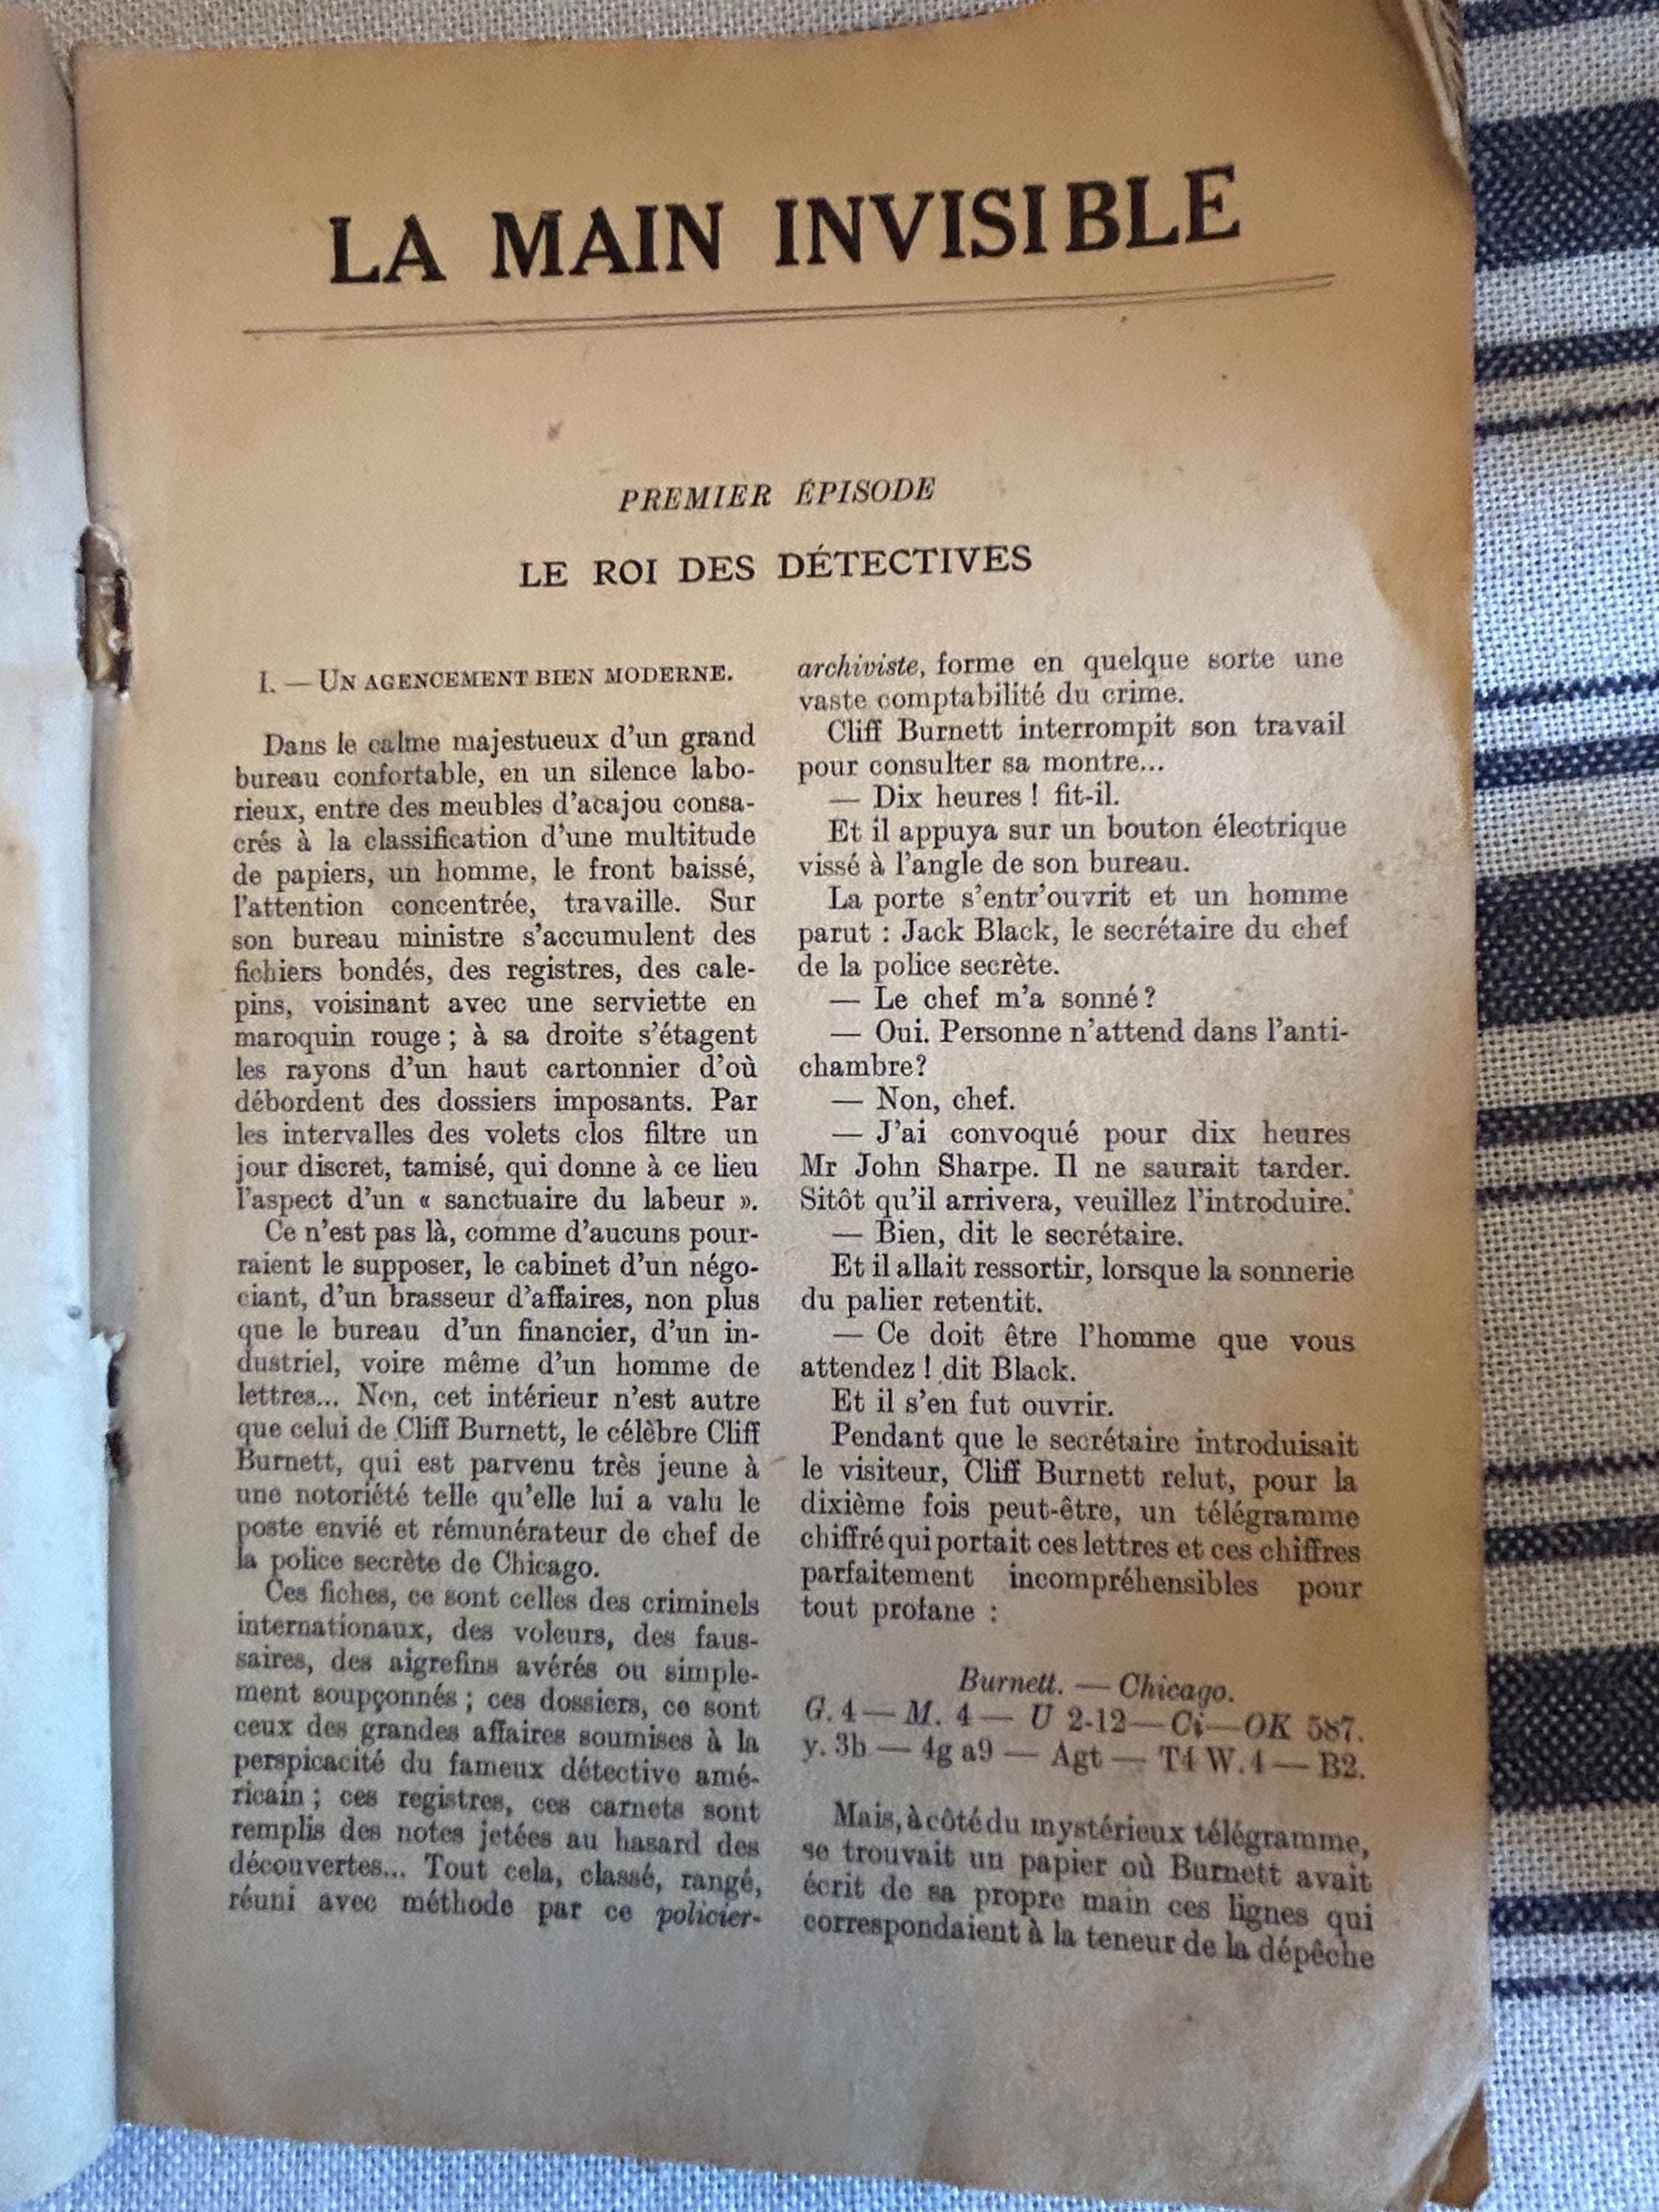 LA MAIN INVISIBLE
PREMIER ÉPISODE
LE ROI DES DÉTECTIVES
I. — UN AGENCEMENT BIEN MODERNE.
Dans le calme majestueux d'un grand
bureau confortable, en un silence labo-
rieux, entre des meubles d'acajou consa-
crés à la classification d'une multitude
de papiers, un homme, le front baissé,
l'attention concentrée, travaille. Sur
son bureau ministre s'accumulent des
fichiers bondés, des registres, des cale-
pins, voisinant avec une serviette en
maroquin rouge ; à sa droite s'étagent
les rayons d'un haut cartonnier d'où
débordent des dossiers imposants. Par
les intervalles des volets clos filtre un
jour discret, tamisé, qui donne à ce lieu
l'aspect d'un « sanctuaire du labeur ».
Ce n'est pas là, comme d'aucuns pour-
raient le supposer, le cabinet d'un négo-
ciant, d'un brasseur d'affaires, non plus
que le bureau d'un financier, d'un in-
dustriel, voire même d'un homme de
lettres... Non, cet intérieur n'est autre
que celui de Cliff Burnett, le célèbre Cliff
Burnett, qui est parvenu très jeune à
une notoriété telle qu'elle lui a valu le
poste envié et rémunérateur de chef de
la police secrète de Chicago.
Ces fiches, ce sont celles des criminels
internationaux, des voleurs, des faus-
saires, des aigrefins avérés ou simple-
ment soupçonnés ; ces dossiers, ce sont
ceux des grandes affaires soumises à la
perspicacité du fameux détective amé-
ricain ; ces registres, ces carnets sont
remplis des notes jetées au hasard des
découvertes... Tout cela, classé, rangé,
réuni avec méthode par ce policier-
archiviste, forme en quelque sorte une
vaste comptabilité du crime.
Cliff Burnett interrompit son travail
pour consulter sa montre...
— Dix heures ! fit-il.
Et il appuya sur un bouton électrique
vissé à l'angle de son bureau.
La porte s'entr'ouvrit et un homme
parut : Jack Black, le secrétaire du chef
de la police secrète.
— Le chef m'a sonné ?
— Oui. Personne n'attend dans l'anti-
chambre ?
— Non, chef.
— J'ai convoqué pour dix heures
Mr John Sharpe. Il ne saurait tarder.
Sitôt qu'il arrivera, veuillez l'introduire.
— Bien, dit le secrétaire.
Et il allait ressortir, lorsque la sonnerie
du palier retentit.
— Ce doit être l'homme que vous
attendez ! dit Black.
Et il s'en fut ouvrir.
Pendant que le secrétaire introduisait
le visiteur, Cliff Burnett relut, pour la
dixième fois peut-être, un télégramme
chiffré qui portait ces lettres et ces chiffres
parfaitement incompréhensibles pour
tout profane :
Burnett. — Chicago.
G. 4 — M. 4 — U 2-12 — Ci — OK 587.
y. 3b — 4g a9 — Agt — T4 W.4 — B2.
Mais, à côté du mystérieux télégramme,
se trouvait un papier où Burnett avait
écrit de sa propre main ces lignes qui
correspondaient à la teneur de la dépêche